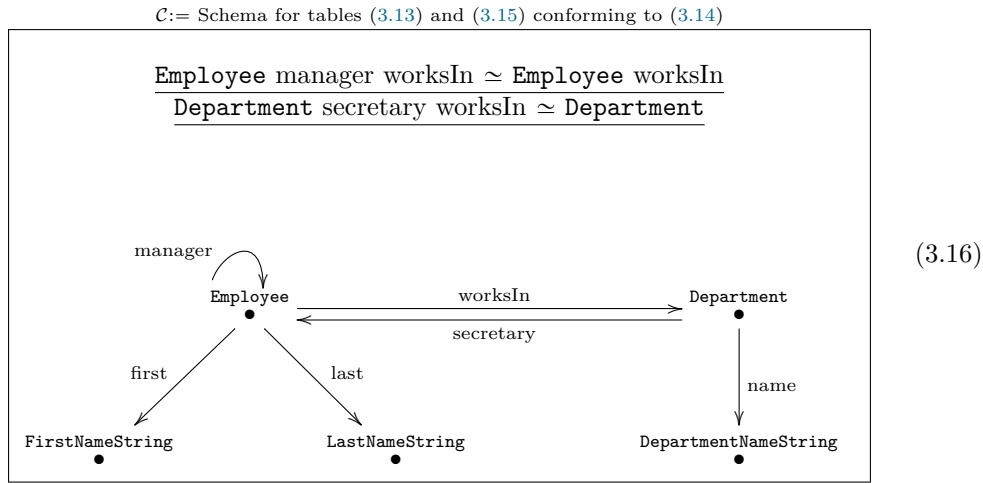 𝒞:= Schema for tables (3.13) and (3.15) conforming to (3.14)
Employee manager worksIn ≃ Employee worksIn
Department secretary worksIn ≃ Department
(3.16)
manager
Employee
worksIn
Department
secretary
first
last
name
FirstNameString
LastNameString
DepartmentNameString